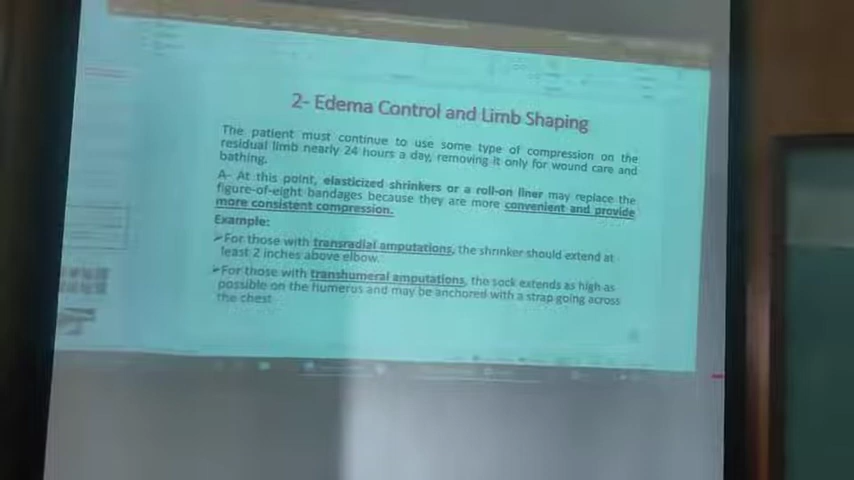 2- Edema Control and Limb Shaping
The patient must continue to use some type of compression on the
residual limb nearly 24 hours a day, removing it only for wound care and
bathing.
A- At this point, elasticized shrinkers or a roll-on liner may replace the
figure-of-eight bandages because they are more convenient and provide
more consistent compression.
Example:
➢For those with transradial amputations, the shrinker should extend at
least 2 inches above elbow.
➢For those with transhumeral amputations, the sock extends as high as
possible on the humerus and may be anchored with a strap going across
the chest